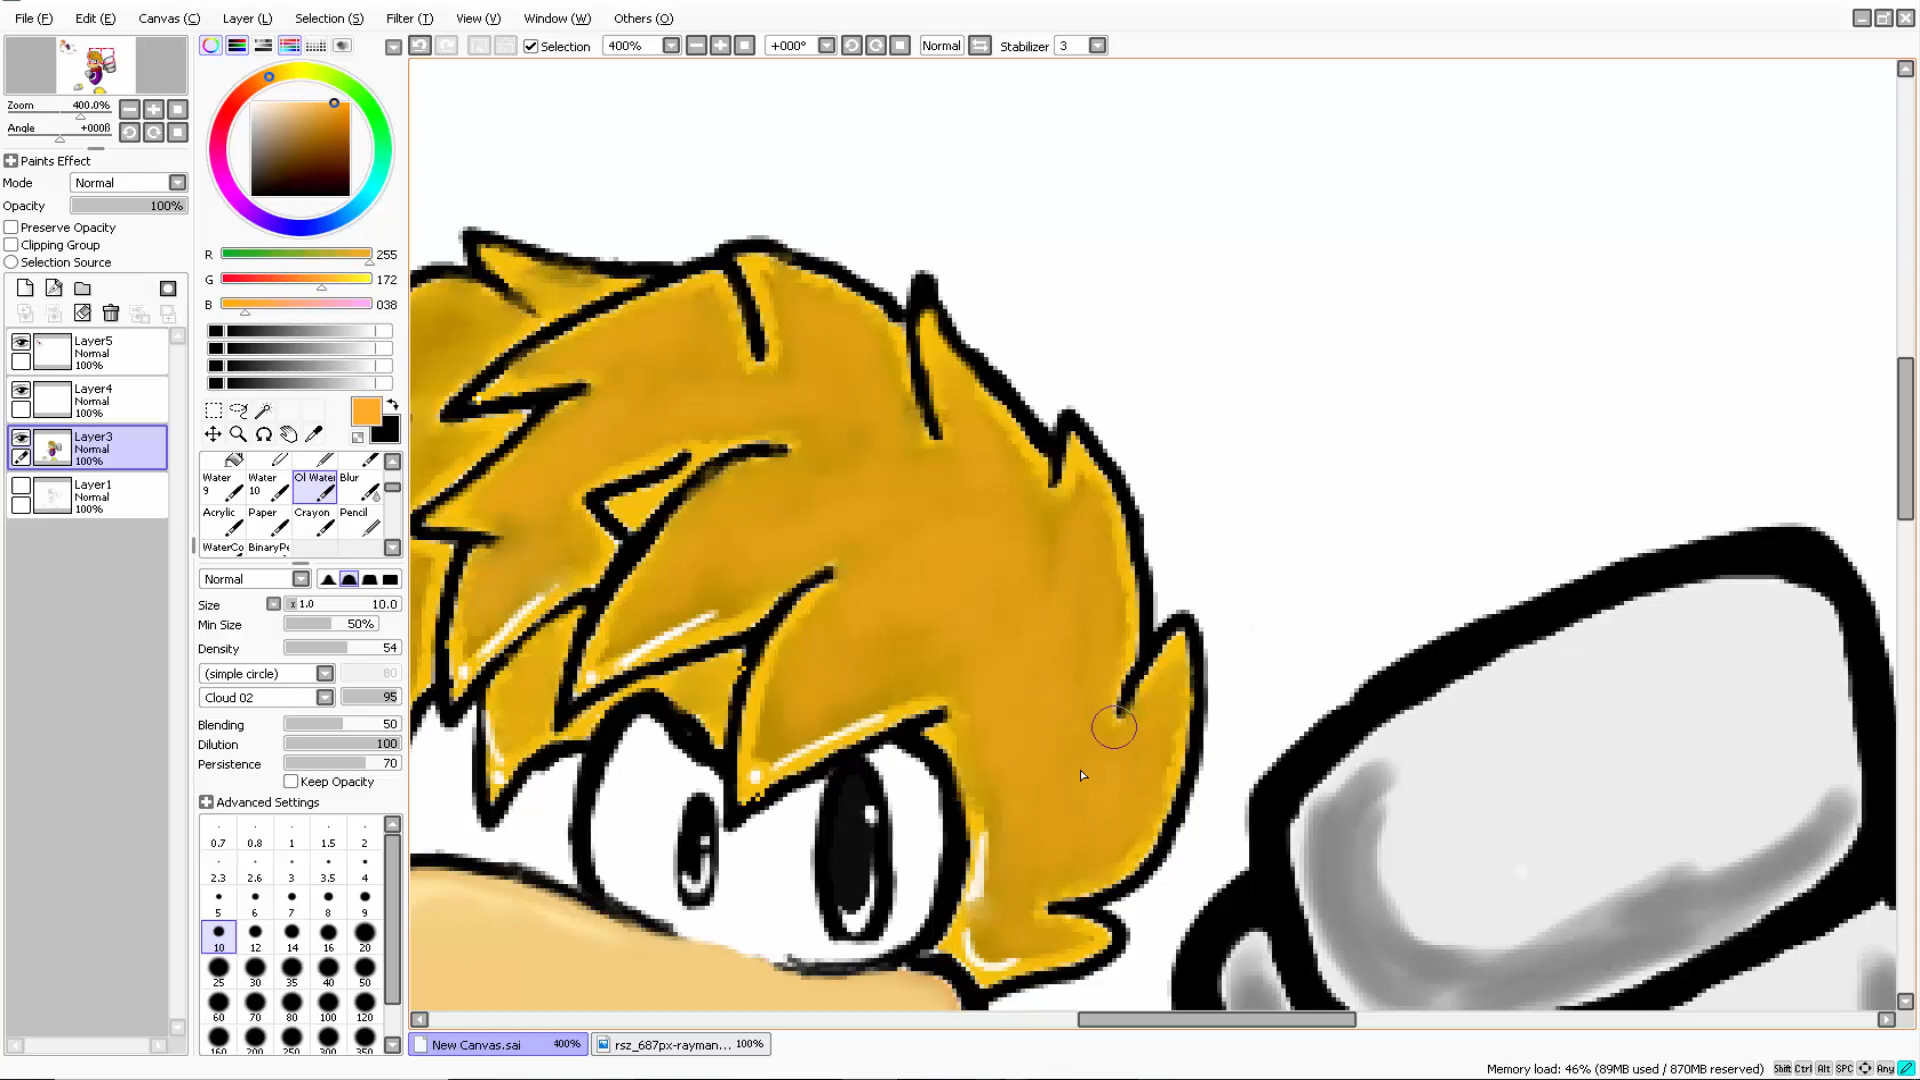 File (F) Edit (E) Canvas (C) Layer (L) Selection (S) Filter (T) View (V) Window (W) Others (O)
Selection 400% +000° Normal Stabilizer 3
Zoom 400.0%
Angle +000ß
Paints Effect
Mode Normal
Opacity 100%
Preserve Opacity
Clipping Group
Selection Source
Layer5
Normal
100%
Layer4
Normal
100%
Layer3
Normal
100%
Layer1
Normal
100%
R 255
G 172
B 038
Water 9
Water 10
Ol Water
Blur
Acrylic Paper Crayon Pencil
WaterCo BinaryPe
Normal
Size x 1.0 10.0
Min Size 50%
Density 54
(simple circle) 80
Cloud 02 95
Blending 50
Dilution 100
Persistence 70
Keep Opacity
Advanced Settings
0.7 0.8 1 1.5 2
2.3 2.6 3 3.5 4
5 6 7 8 9
10 12 14 16 20
25 30 35 40 50
60 70 80 100 120
160 200 250 300 350
New Canvas.sai 400% rsz_687px-rayman... 100%
Memory load: 46% (89MB used / 870MB reserved) Shift Ctrl Alt SPC Any